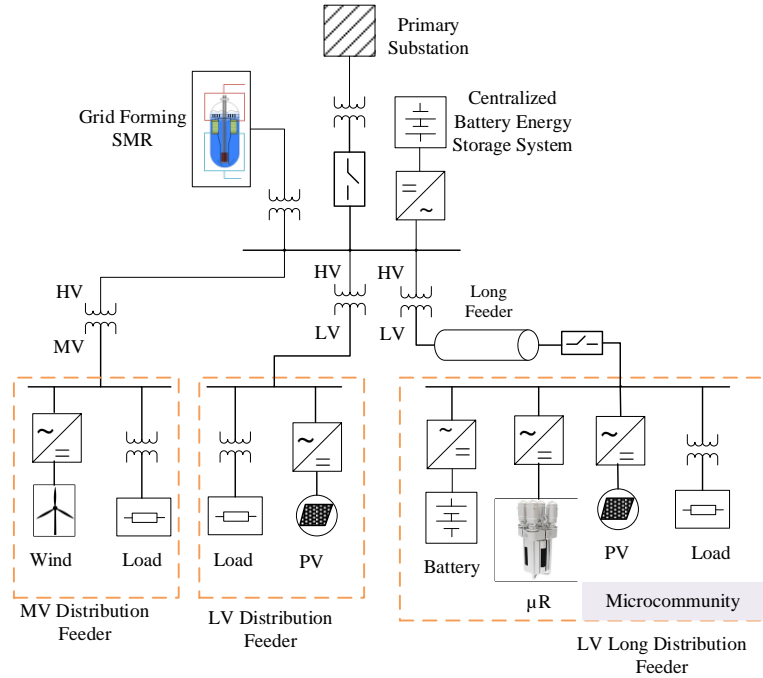 Primary
Substation
Grid Forming
SMR
Centralized
Battery Energy
Storage System
HV
HV
HV
MV
LV
LV
Long
Feeder
Wind
Load
Load
PV
Battery
µR
PV
Load
Microcommunity
MV Distribution
Feeder
LV Distribution
Feeder
LV Long Distribution
Feeder